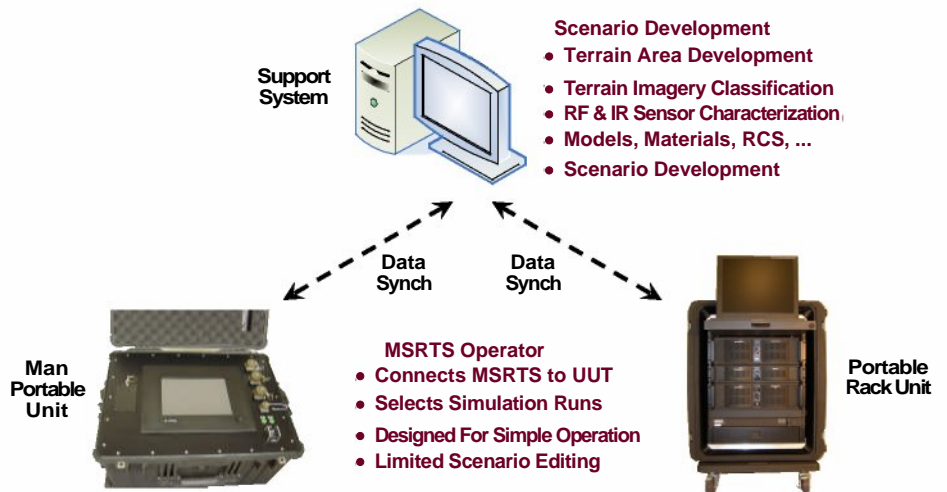 Scenario Development
• Terrain Area Development
• Terrain Imagery Classification
• RF & IR Sensor Characterization
• Models, Materials, RCS, ...
• Scenario Development
Support
System
Data
Synch
Data
Synch
Man
Portable
Unit
MSRTS Operator
• Connects MSRTS to UUT
• Selects Simulation Runs
• Designed For Simple Operation
• Limited Scenario Editing
Portable
Rack Unit